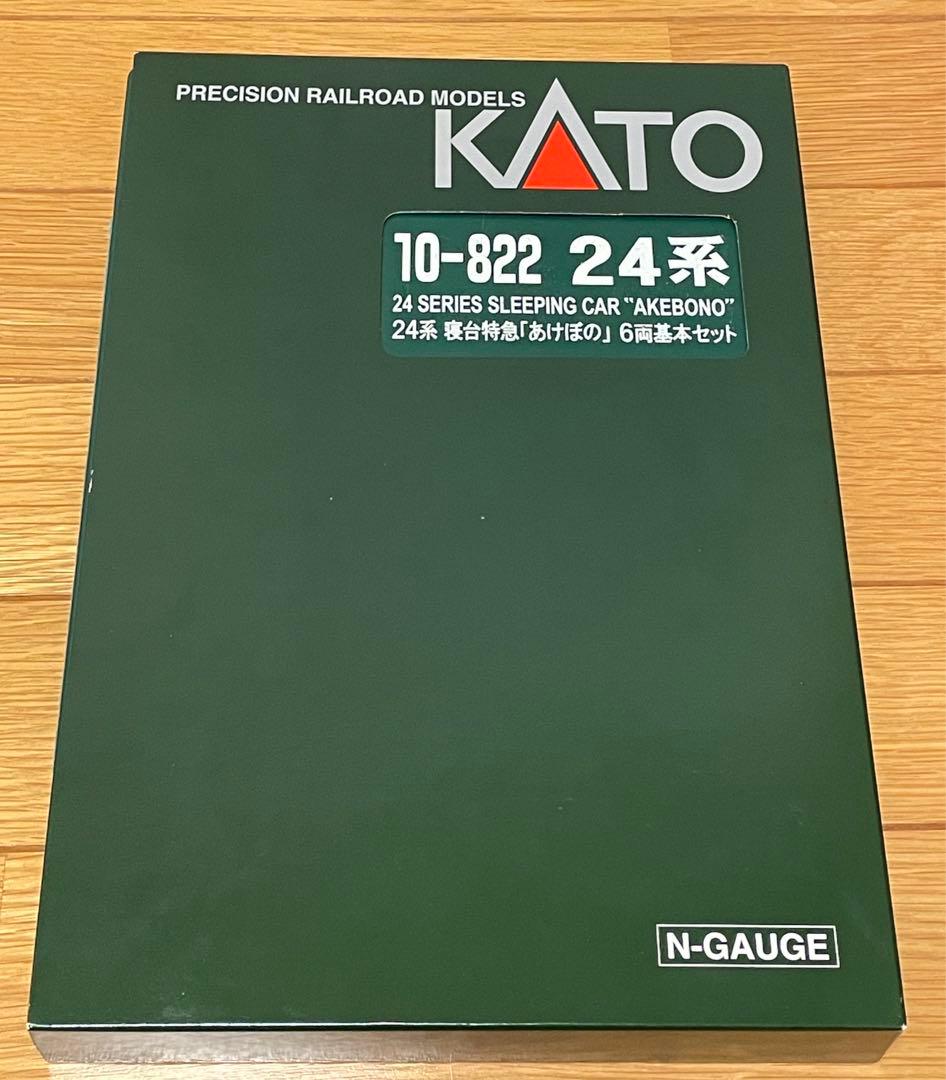 PRECISION RAILROAD MODELS
KATO
10-822 24系
24 SERIES SLEEPING CAR "AKEBONO"
24系 寝台特急「あけぼの」 6両基本セット
N-GAUGE